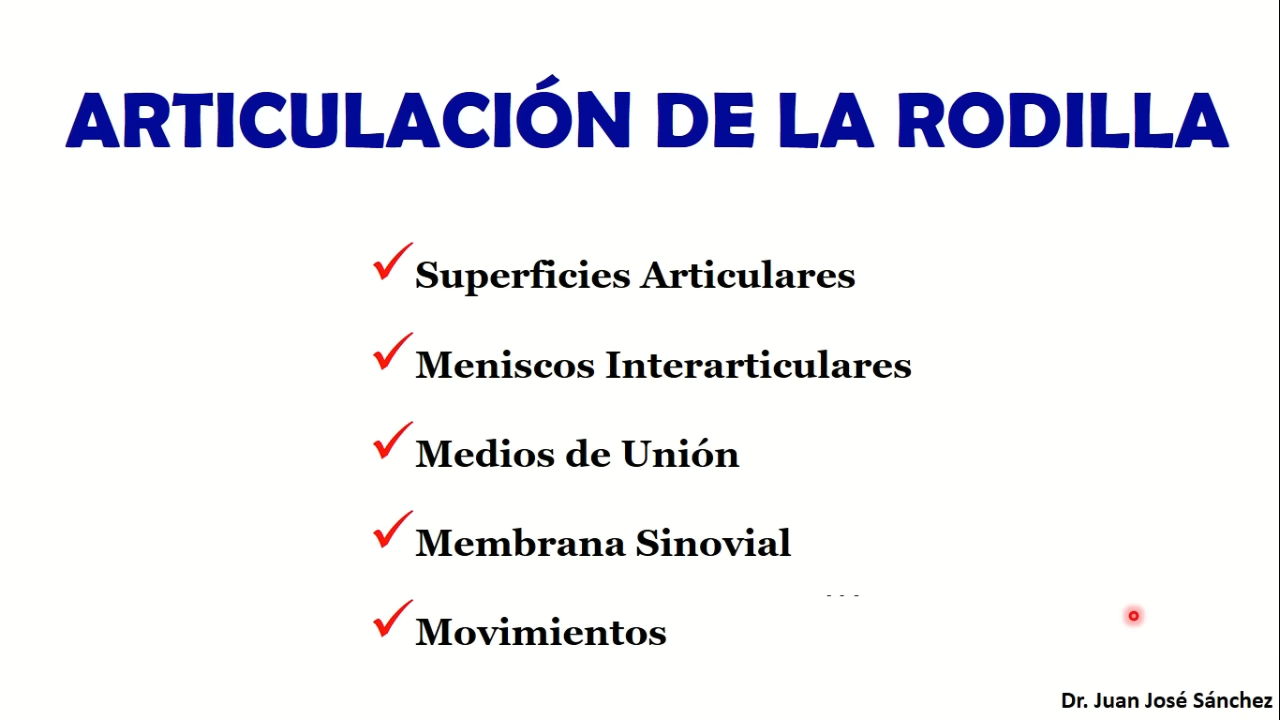 ARTICULACIÓN DE LA RODILLA
Superficies Articulares
Meniscos Interarticulares
Medios de Unión
Membrana Sinovial
- - -
Movimientos
Dr. Juan José Sánchez